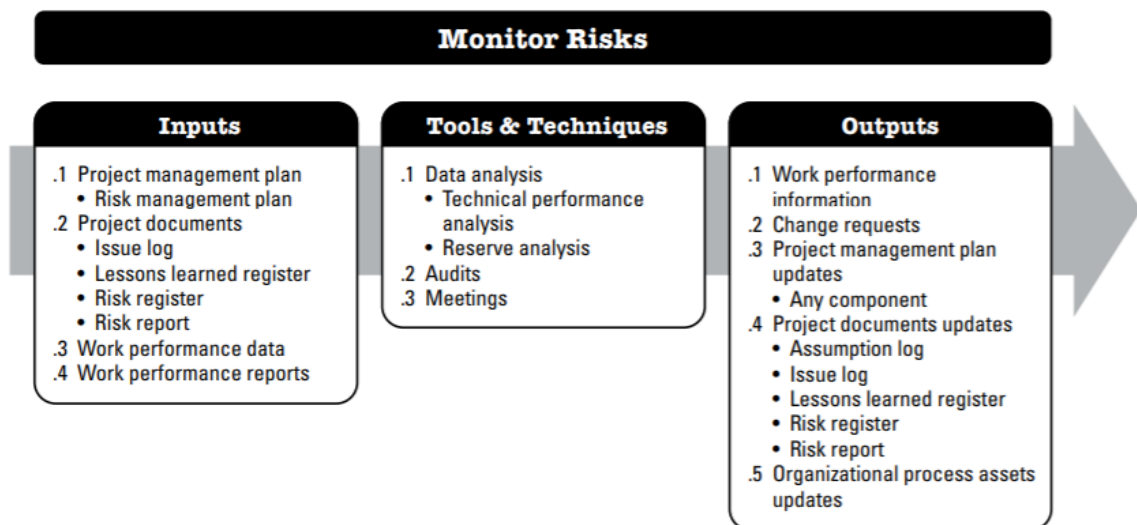 Monitor Risks
Inputs
.1 Project management plan
• Risk management plan
.2 Project documents
• Issue log
• Lessons learned register
• Risk register
• Risk report
.3 Work performance data
.4 Work performance reports
Tools & Techniques
.1 Data analysis
• Technical performance
analysis
• Reserve analysis
.2 Audits
.3 Meetings
Outputs
.1 Work performance
information
.2 Change requests
.3 Project management plan
updates
• Any component
.4 Project documents updates
• Assumption log
• Issue log
• Lessons learned register
• Risk register
• Risk report
.5 Organizational process assets
updates